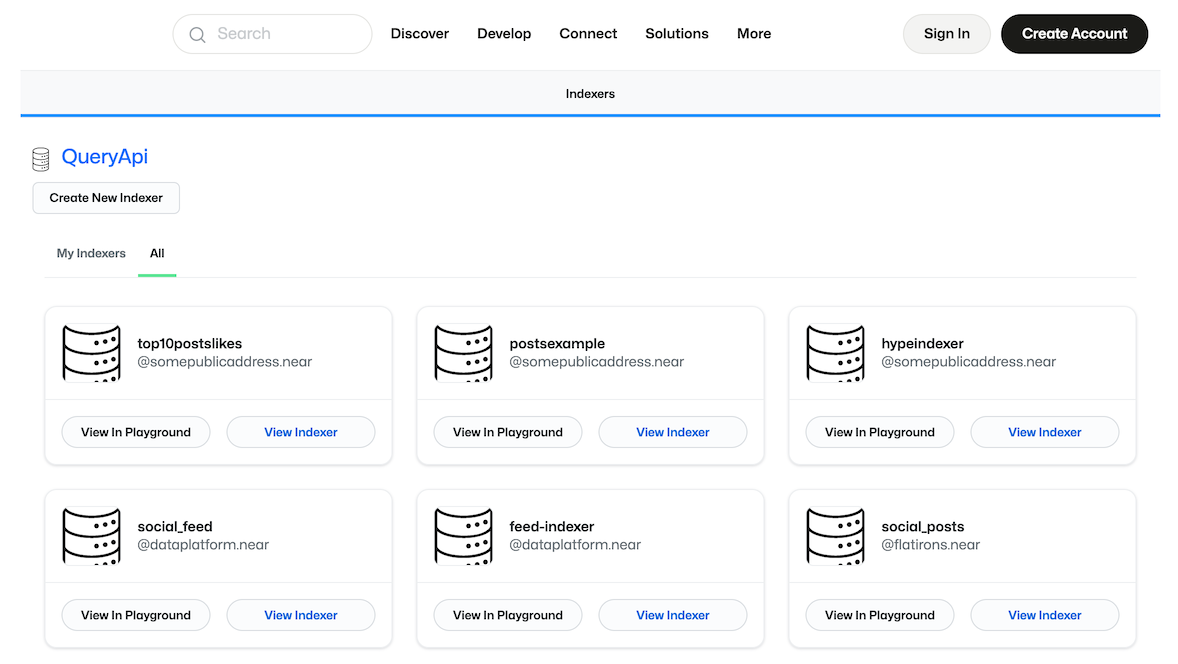 Search Discover Develop Connect Solutions More Sign In Create Account
Indexers
QueryApi
Create New Indexer
My Indexers All
top10postslikes
@somepublicaddress.near
View In Playground View Indexer
postsexample
@somepublicaddress.near
View In Playground View Indexer
hypeindexer
@somepublicaddress.near
View In Playground View Indexer
social_feed
@dataplatform.near
View In Playground View Indexer
feed-indexer
@dataplatform.near
View In Playground View Indexer
social_posts
@flatirons.near
View In Playground View Indexer